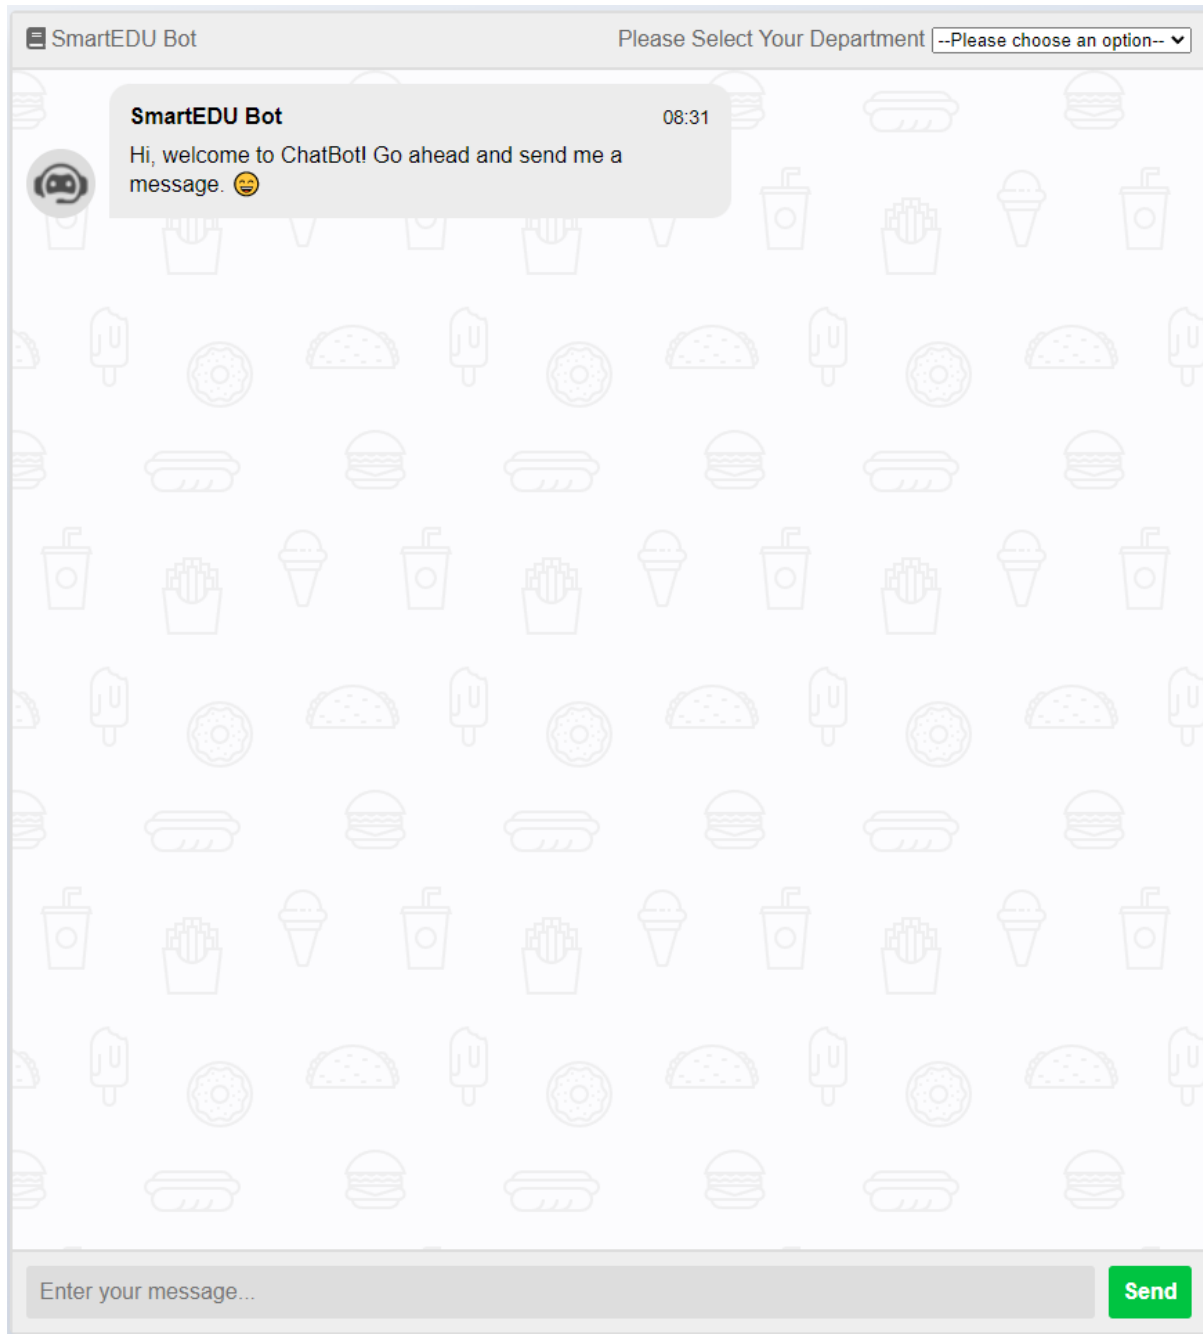 SmartEDU Bot
Please Select Your Department --Please choose an option--
SmartEDU Bot 08:31
Hi, welcome to ChatBot! Go ahead and send me a
message. 😄
Enter your message...
Send